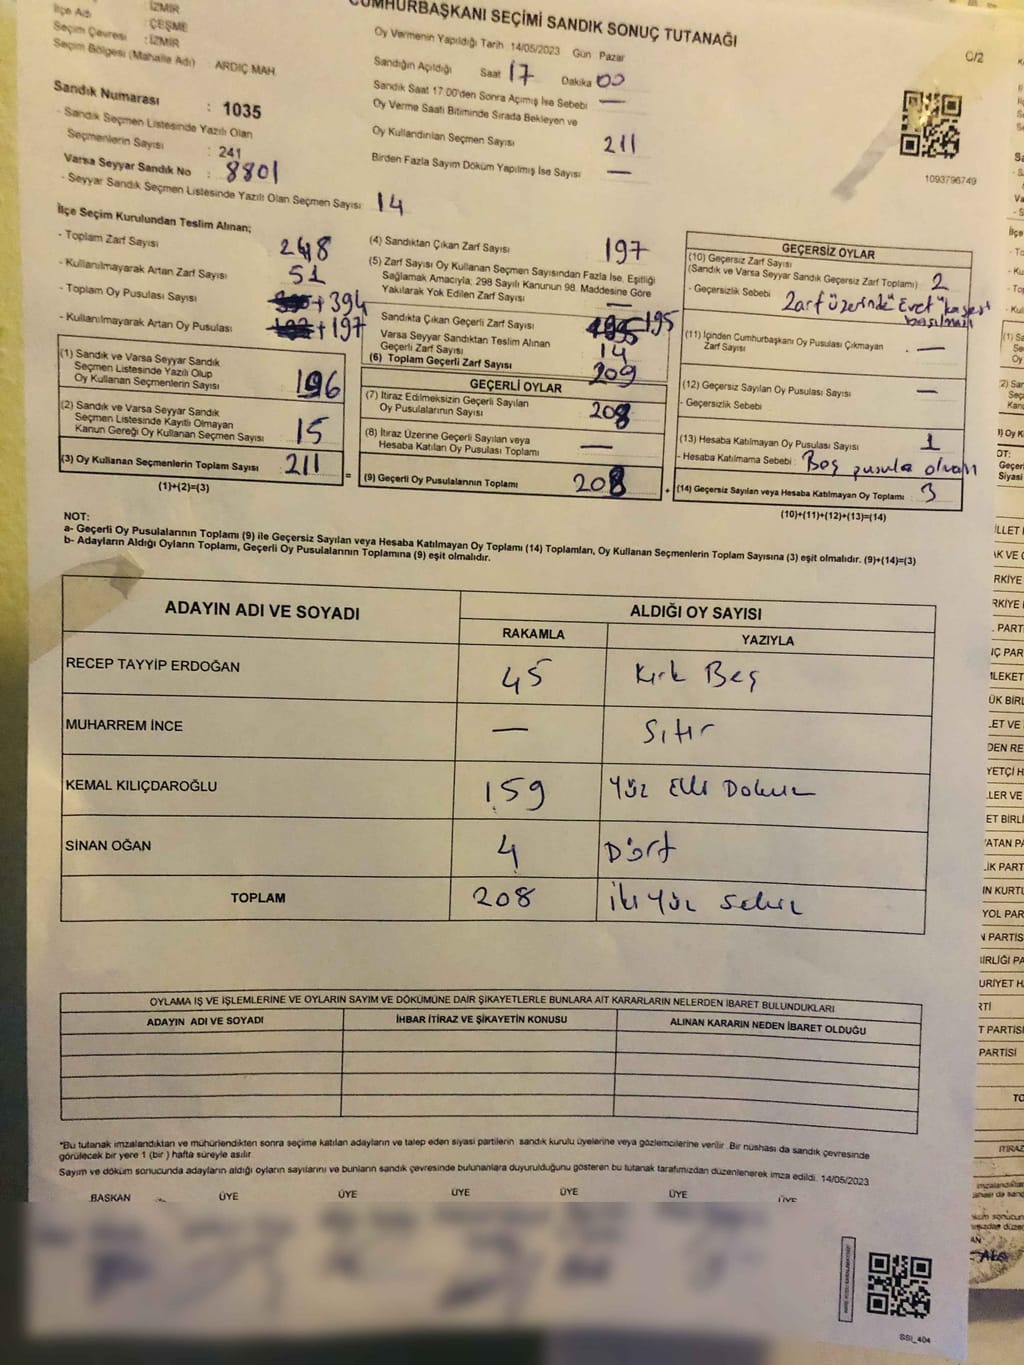 CUMHURBAŞKANI SEÇİMİ SANDIK SONUÇ TUTANAĞI
İlçe Adı : İZMİR
Seçim Çevresi : ÇEŞME
: İZMİR
Seçim Bölgesi (Mahalle Adı) : ARDIÇ MAH.
Oy Vermenin Yapıldığı Tarih 14/05/2023 Gün Pazar
C/2
Sandığın Açıldığı Saat 17 Dakika 00
Sandık Saat 17.00'den Sonra Açımış İse Sebebi —
Oy Verme Saati Bitiminde Sırada Bekleyen ve
Oy Kullandırılan Seçmen Sayısı 211
Birden Fazla Sayım Döküm Yapılmış İse Sayısı —
1093796749
Sandık Numarası : 1035
- Sandık Seçmen Listesinde Yazılı Olan
Seçmenlerin Sayısı : 241
Varsa Seyyar Sandık No : 8801
- Seyyar Sandık Seçmen Listesinde Yazılı Olan Seçmen Sayısı 14
İlçe Seçim Kurulundan Teslim Alınan;
- Toplam Zarf Sayısı 248
- Kullanılmayarak Artan Zarf Sayısı 51
- Toplam Oy Pusulası Sayısı + 394
- Kullanılmayarak Artan Oy Pusulası + 197
(1) Sandık ve Varsa Seyyar Sandık
Seçmen Listesinde Yazılı Olup
Oy Kullanan Seçmenlerin Sayısı 196
(2) Sandık ve Varsa Seyyar Sandık
Seçmen Listesinde Kayıtlı Olmayan
Kanun Gereği Oy Kullanan Seçmen Sayısı 15
(3) Oy Kullanan Seçmenlerin Toplam Sayısı 211
(1)+(2)=(3)
(4) Sandıktan Çıkan Zarf Sayısı 197
(5) Zarf Sayısı Oy Kullanan Seçmen Sayısından Fazla İse, Eşitliği
Sağlamak Amacıyla; 298 Sayılı Kanunun 98. Maddesine Göre
Yakılarak Yok Edilen Zarf Sayısı —
Sandıkta Çıkan Geçerli Zarf Sayısı 195
Varsa Seyyar Sandıktan Teslim Alınan
Geçerli Zarf Sayısı 14
(6) Toplam Geçerli Zarf Sayısı 209
GEÇERLİ OYLAR
(7) İtiraz Edilmeksizin Geçerli Sayılan
Oy Pusulalarının Sayısı 208
(8) İtiraz Üzerine Geçerli Sayılan veya
Hesaba Katılan Oy Pusulaları Toplamı —
=
(9) Geçerli Oy Pusulalarının Toplamı 208
+
GEÇERSİZ OYLAR
(10) Geçersiz Zarf Sayısı
(Sandık ve Varsa Seyyar Sandık Geçersiz Zarf Toplamı) 2
- Geçersizlik Sebebi Zarf üzerinde "Evet" kaşesi
basılması
(11) İçinden Cumhurbaşkanı Oy Pusulası Çıkmayan
Zarf Sayısı —
(12) Geçersiz Sayılan Oy Pusulası Sayısı —
- Geçersizlik Sebebi
(13) Hesaba Katılmayan Oy Pusulası Sayısı 1
- Hesaba Katılmama Sebebi : Boş pusula olması
(14) Geçersiz Sayılan veya Hesaba Katılmayan Oy Toplamı : 3
(10)+(11)+(12)+(13)=(14)
NOT:
a- Geçerli Oy Pusulalarının Toplamı (9) ile Geçersiz Sayılan veya Hesaba Katılmayan Oy Toplamı (14) Toplamları, Oy Kullanan Seçmenlerin Toplam Sayısına (3) eşit olmalıdır. (9)+(14)=(3)
b- Adayların Aldığı Oyların Toplamı, Geçerli Oy Pusulalarının Toplamına (9) eşit olmalıdır.
ADAYIN ADI VE SOYADI
ALDIĞI OY SAYISI
RAKAMLA
YAZIYLA
RECEP TAYYİP ERDOĞAN 45 Kırk Beş
MUHARREM İNCE — Sıfır
KEMAL KILIÇDAROĞLU 159 Yüz Elli Dokuz
SİNAN OĞAN 4 Dört
TOPLAM 208 İki Yüz Sekiz
OYLAMA İŞ VE İŞLEMLERİNE VE OYLARIN SAYIM VE DÖKÜMÜNE DAİR ŞİKAYETLERLE BUNLARA AİT KARARLARIN NELERDEN İBARET BULUNDUKLARI
ADAYIN ADI VE SOYADI
İHBAR İTİRAZ VE ŞİKAYETİN KONUSU
ALINAN KARARIN NEDEN İBARET OLDUĞU
*Bu tutanak imzalandıktan ve mühürlendikten sonra seçime katılan adayların ve talep eden siyasi partilerin sandık kurulu üyelerine veya gözlemcilerine verilir. Bir nüshası da sandık çevresinde
görülecek bir yere 1 (bir) hafta süreyle asılır.
Sayım ve döküm sonucunda adayların aldığı oyların sayılarını ve bunların sandık çevresinde bulunanlara duyurulduğunu gösteren bu tutanak tarafımızdan düzenlenerek imza edildi. 14/05/2023
BAŞKAN ÜYE ÜYE ÜYE ÜYE ÜYE ÜYE
SSI_404